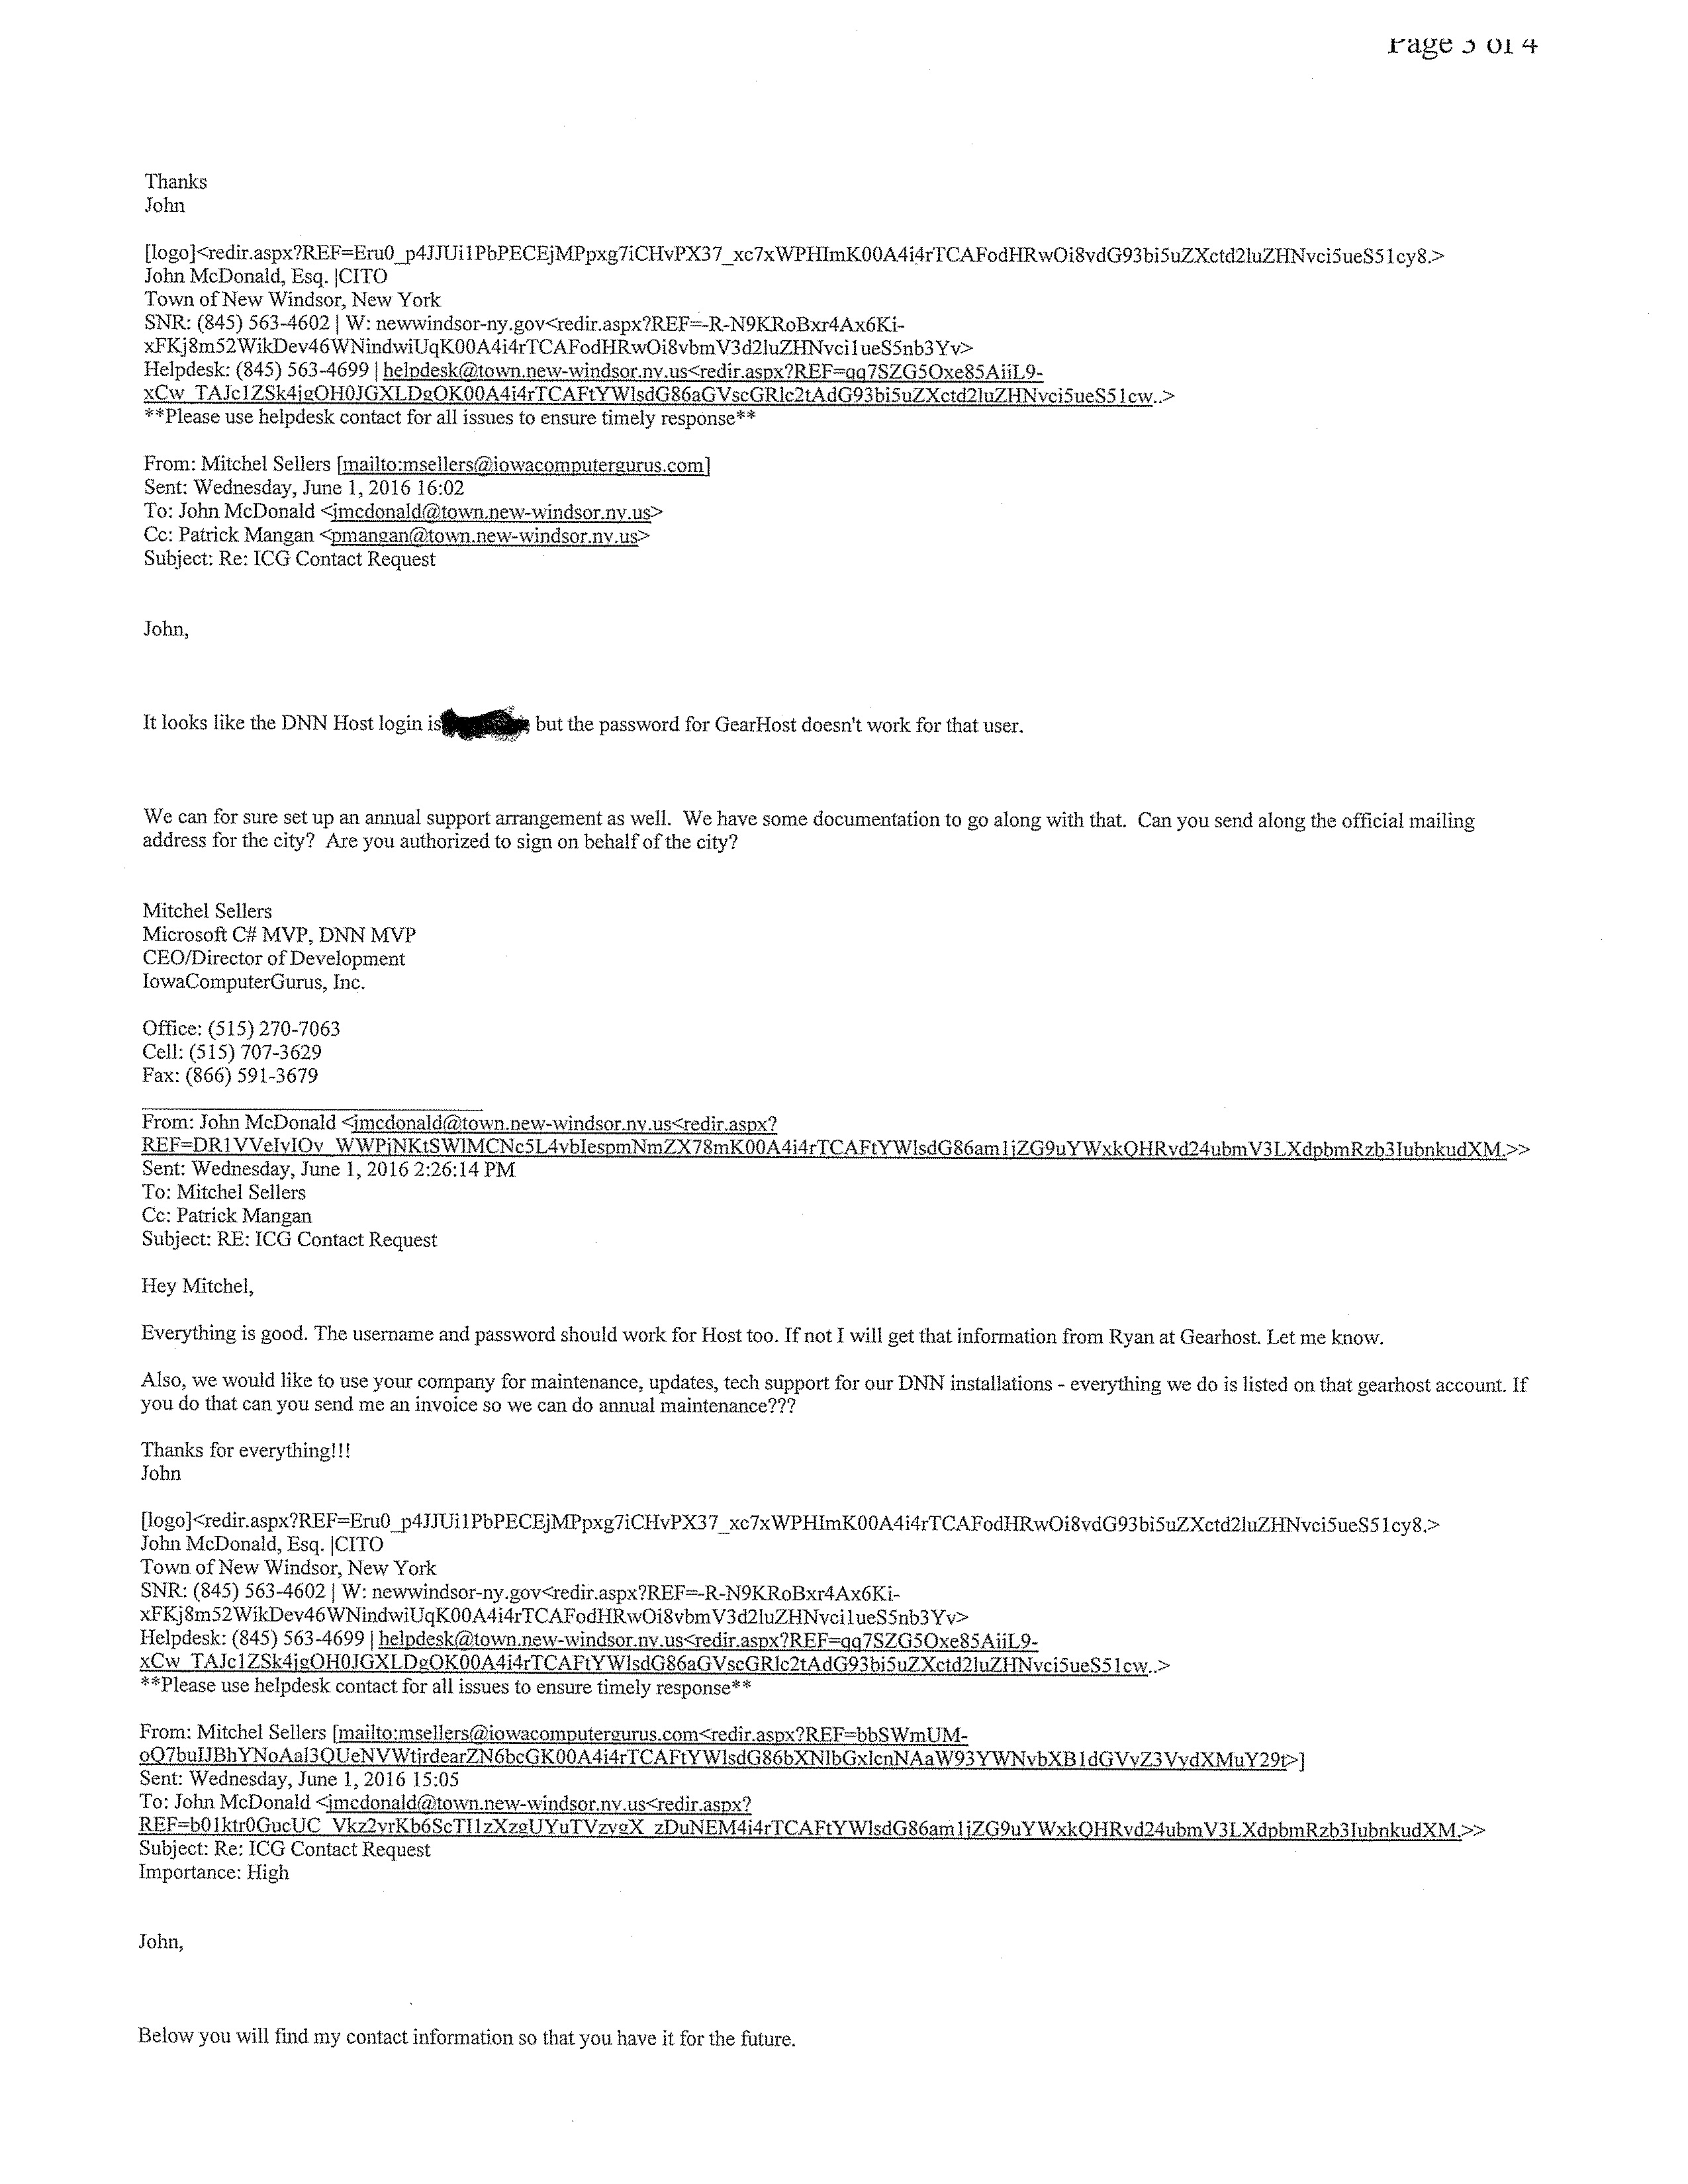 Page 3 of 4
Thanks
John
[logo]<redir.aspx?REF=Eru0_p4JJUi1PbPECEjMPpxg7iCHvPX37_xc7xWPHImK00A4i4rTCAFodHRwOi8vdG93bi5uZXctd2luZHNvci5ueS51cy8.>
John McDonald, Esq. |CITO
Town of New Windsor, New York
SNR: (845) 563-4602 | W: newwindsor-ny.gov<redir.aspx?REF=-R-N9KRoBxr4Ax6Ki-
xFKj8m52WikDev46WNindwiUqK00A4i4rTCAFodHRwOi8vbmV3d2luZHNvci1ueS5nb3Yv>
Helpdesk: (845) 563-4699 | helpdesk@town.new-windsor.ny.us<redir.aspx?REF=qq7SZG5Oxe85AiiL9-
xCw_TAJc1ZSk4jgOH0JGXLDgOK00A4i4rTCAFtYWlsdG86aGVscGRlc2tAdG93bi5uZXctd2luZHNvci5ueS51cw..>
**Please use helpdesk contact for all issues to ensure timely response**
From: Mitchel Sellers [mailto:msellers@iowacomputergurus.com]
Sent: Wednesday, June 1, 2016 16:02
To: John McDonald <jmcdonald@town.new-windsor.ny.us>
Cc: Patrick Mangan <pmangan@town.new-windsor.ny.us>
Subject: Re: ICG Contact Request
John,
It looks like the DNN Host login is but the password for GearHost doesn't work for that user.
We can for sure set up an annual support arrangement as well. We have some documentation to go along with that. Can you send along the official mailing
address for the city? Are you authorized to sign on behalf of the city?
Mitchel Sellers
Microsoft C# MVP, DNN MVP
CEO/Director of Development
IowaComputerGurus, Inc.
Office: (515) 270-7063
Cell: (515) 707-3629
Fax: (866) 591-3679
From: John McDonald <jmcdonald@town.new-windsor.ny.us<redir.aspx?
REF=DR1VVeIvIOv_WWPjNKtSWlMCNc5L4vbIespmNmZX78mK00A4i4rTCAFtYWlsdG86am1jZG9uYWxkQHRvd24ubmV3LXdpbmRzb3IubnkudXM.>>
Sent: Wednesday, June 1, 2016 2:26:14 PM
To: Mitchel Sellers
Cc: Patrick Mangan
Subject: RE: ICG Contact Request
Hey Mitchel,
Everything is good. The username and password should work for Host too. If not I will get that information from Ryan at Gearhost. Let me know.
Also, we would like to use your company for maintenance, updates, tech support for our DNN installations - everything we do is listed on that gearhost account. If
you do that can you send me an invoice so we can do annual maintenance???
Thanks for everything!!!
John
[logo]<redir.aspx?REF=Eru0_p4JJUi1PbPECEjMPpxg7iCHvPX37_xc7xWPHImK00A4i4rTCAFodHRwOi8vdG93bi5uZXctd2luZHNvci5ueS51cy8.>
John McDonald, Esq. |CITO
Town of New Windsor, New York
SNR: (845) 563-4602 | W: newwindsor-ny.gov<redir.aspx?REF=-R-N9KRoBxr4Ax6Ki-
xFKj8m52WikDev46WNindwiUqK00A4i4rTCAFodHRwOi8vbmV3d2luZHNvci1ueS5nb3Yv>
Helpdesk: (845) 563-4699 | helpdesk@town.new-windsor.ny.us<redir.aspx?REF=qq7SZG5Oxe85AiiL9-
xCw_TAJc1ZSk4jgOH0JGXLDgOK00A4i4rTCAFtYWlsdG86aGVscGRlc2tAdG93bi5uZXctd2luZHNvci5ueS51cw..>
**Please use helpdesk contact for all issues to ensure timely response**
From: Mitchel Sellers [mailto:msellers@iowacomputergurus.com<redir.aspx?REF=bbSWmUM-
oQ7buIJBhYNoAal3QUeNVWtirdearZN6bcGK00A4i4rTCAFtYWlsdG86bXNlbGxlcnNAaW93YWNvbXB1dGVyZ3VydXMuY29t>]
Sent: Wednesday, June 1, 2016 15:05
To: John McDonald <jmcdonald@town.new-windsor.ny.us<redir.aspx?
REF=b01ktr0GucUC_Vkz2yrKb6ScTI1zXzgUYuTVzvgX_zDuNEM4i4rTCAFtYWlsdG86am1jZG9uYWxkQHRvd24ubmV3LXdpbmRzb3IubnkudXM.>>
Subject: Re: ICG Contact Request
Importance: High
John,
Below you will find my contact information so that you have it for the future.